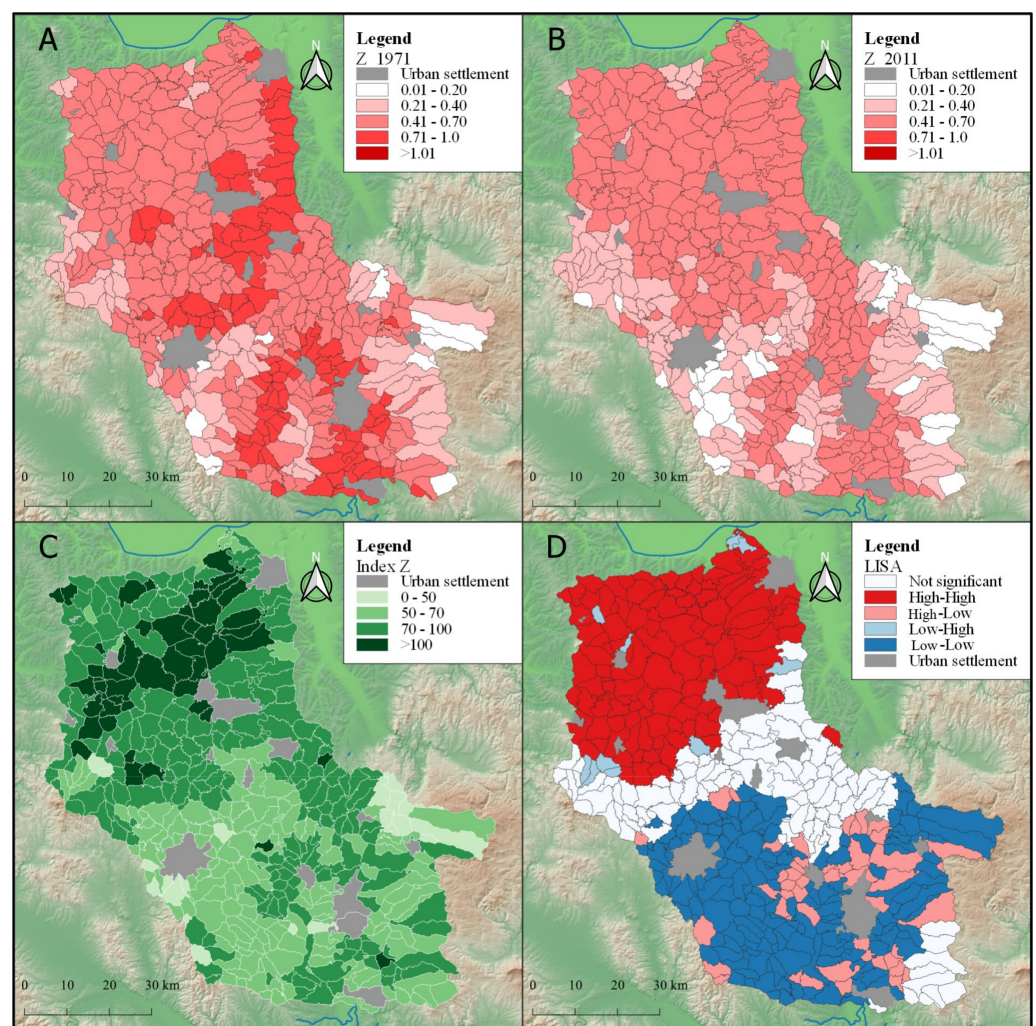 A
N
Legend
Z_1971
Urban settlement
0.01 - 0.20
0.21 - 0.40
0.41 - 0.70
0.71 - 1.0
>1.01
0 10 20 30 km
B
N
Legend
Z_2011
Urban settlement
0.01 - 0.20
0.21 - 0.40
0.41 - 0.70
0.71 - 1.0
>1.01
0 10 20 30 km
C
N
Legend
Index Z
Urban settlement
0 - 50
50 - 70
70 - 100
>100
0 10 20 30 km
D
N
Legend
LISA
Not significant
High-High
High-Low
Low-High
Low-Low
Urban settlement
0 10 20 30 km